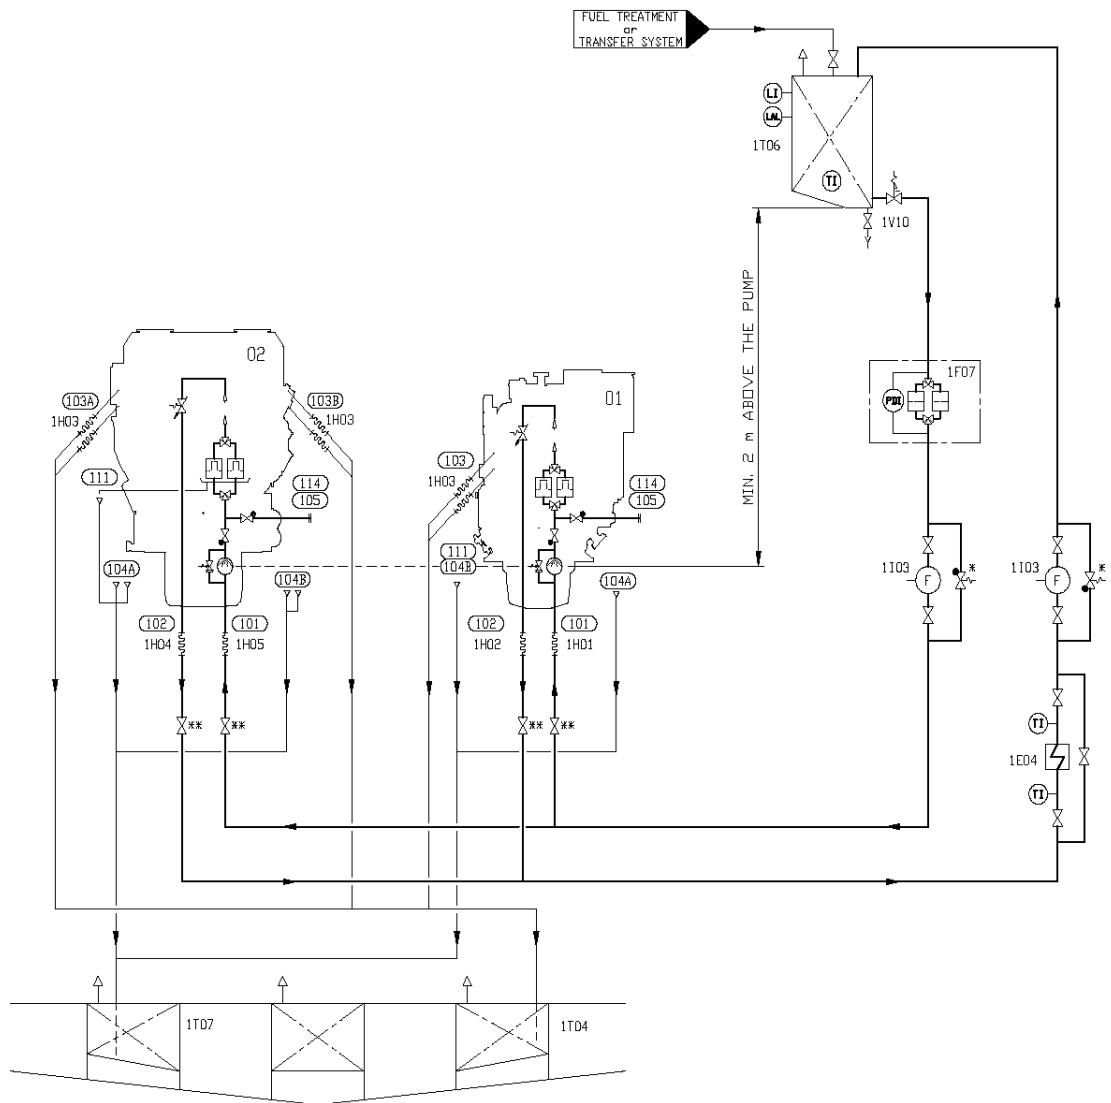 FUEL TREATMENT
or
TRANSFER SYSTEM
LI
LAL
1T06
TI
1V10
MIN. 2 m ABOVE THE PUMP
02
1F07
PDI
01
103A
1H03
103B
1H03
103
1H03
111
114
105
114
105
111
104B
104A
104B
104A
1I03
F
*
1I03
F
*
102
1H04
101
1H05
102
1H02
101
1H01
**
**
**
**
TI
1E04
TI
1T07
1T04